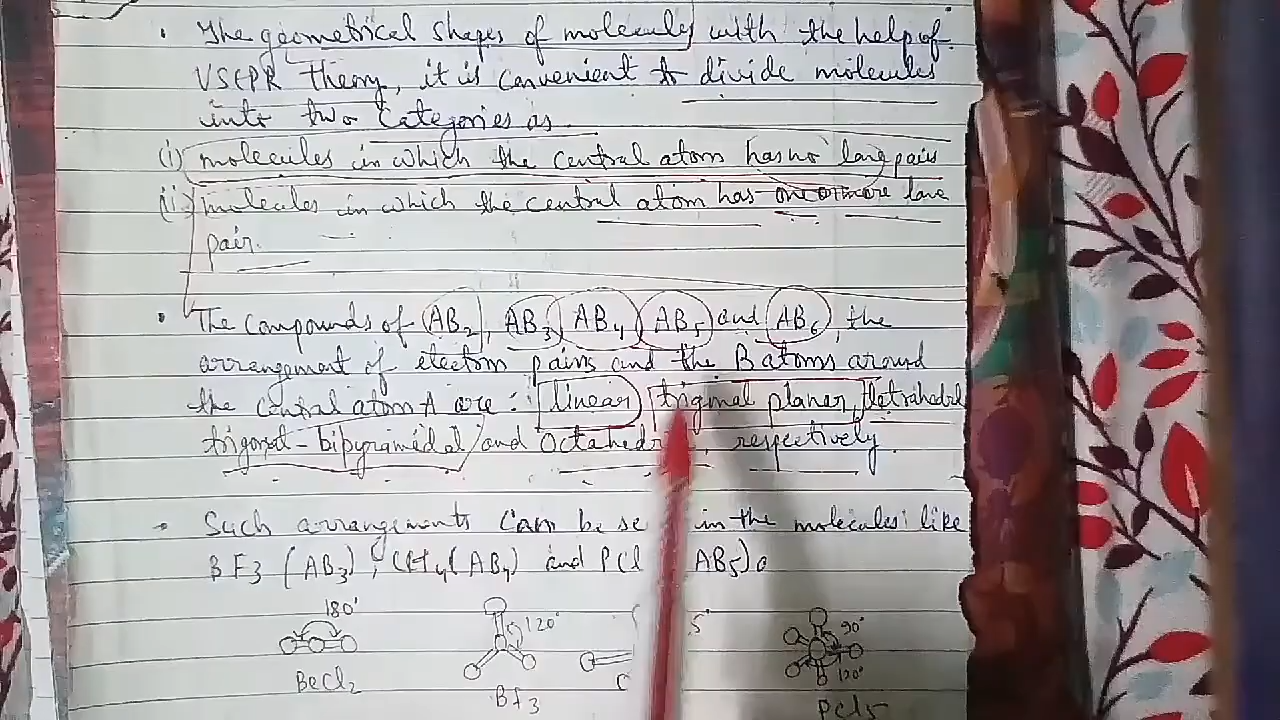 • The geometrical shapes of molecules with the help of
VSEPR theory, it is convenient to divide molecules
into two categories as
(i) molecules in which the central atom has no lone pairs
(ii) molecules in which the central atom has one or more lone
pair.
• The compounds of AB2, AB3, AB4, AB5 and AB6, the
arrangement of electron pairs and the B atoms around
the central atom A are: linear, trigonal planer, tetrahedral
trigonal-bipyramidal and octahedr , respectively.
• Such arrangements can be se in the molecules like
BF3 (AB3), CH4 (AB4) and PCl AB5).
180°
120°
5°
90°
120°
BeCl2
BF3
C
PCl5